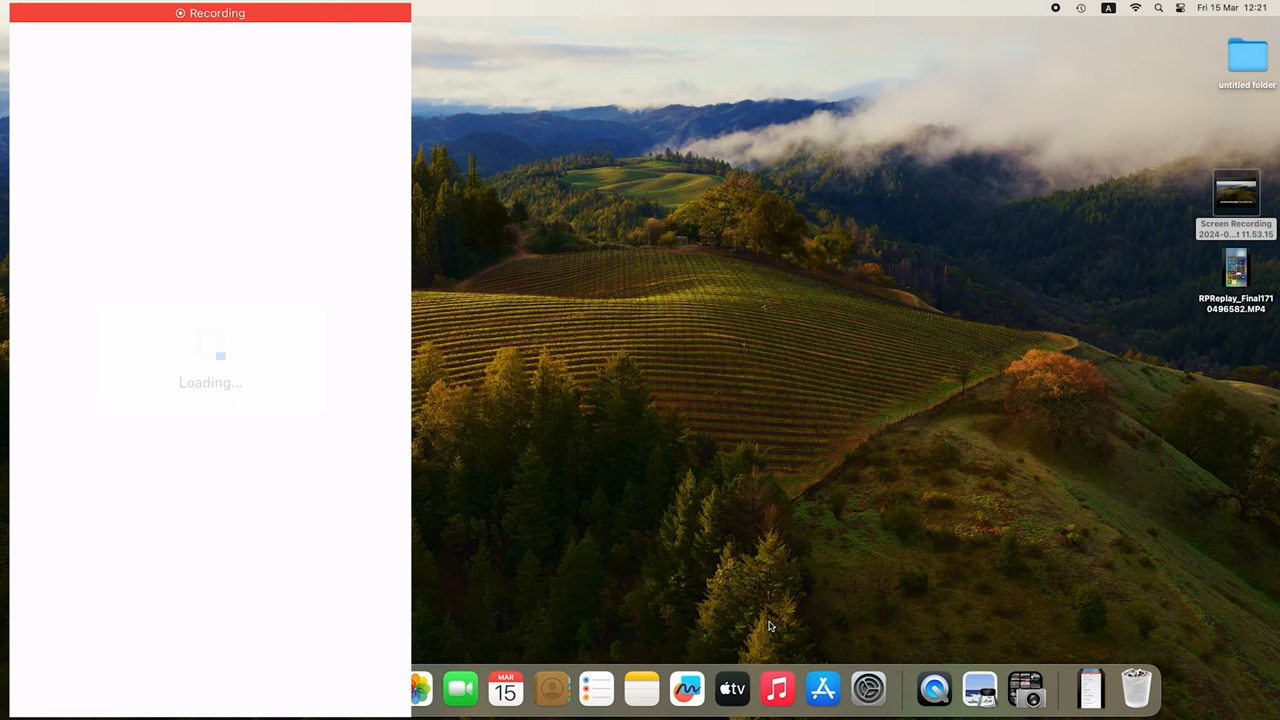 Recording
A
Fri 15 Mar 12:21
untitled folder
Screen Recording
2024-0...t 11.53.15
RPReplay_Final171
0496582.MP4
Loading...
MAR
15
tv